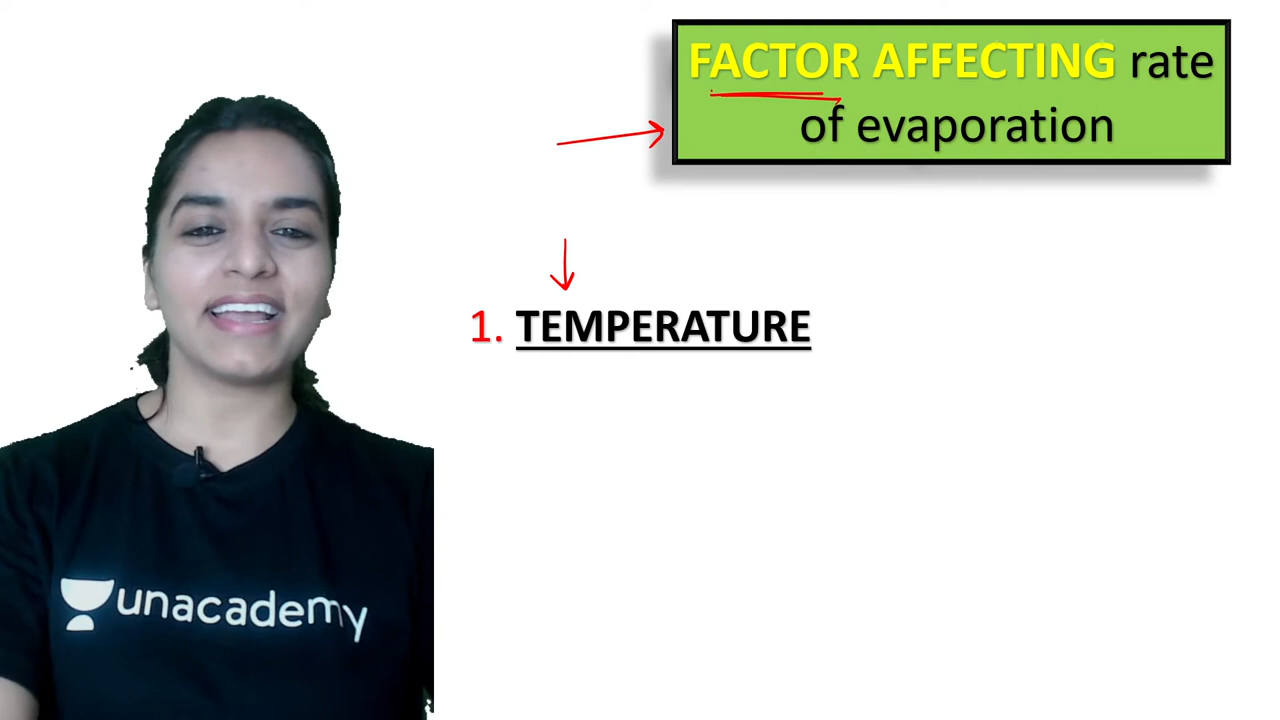 FACTOR AFFECTING rate
of evaporation
1. TEMPERATURE
unacademy